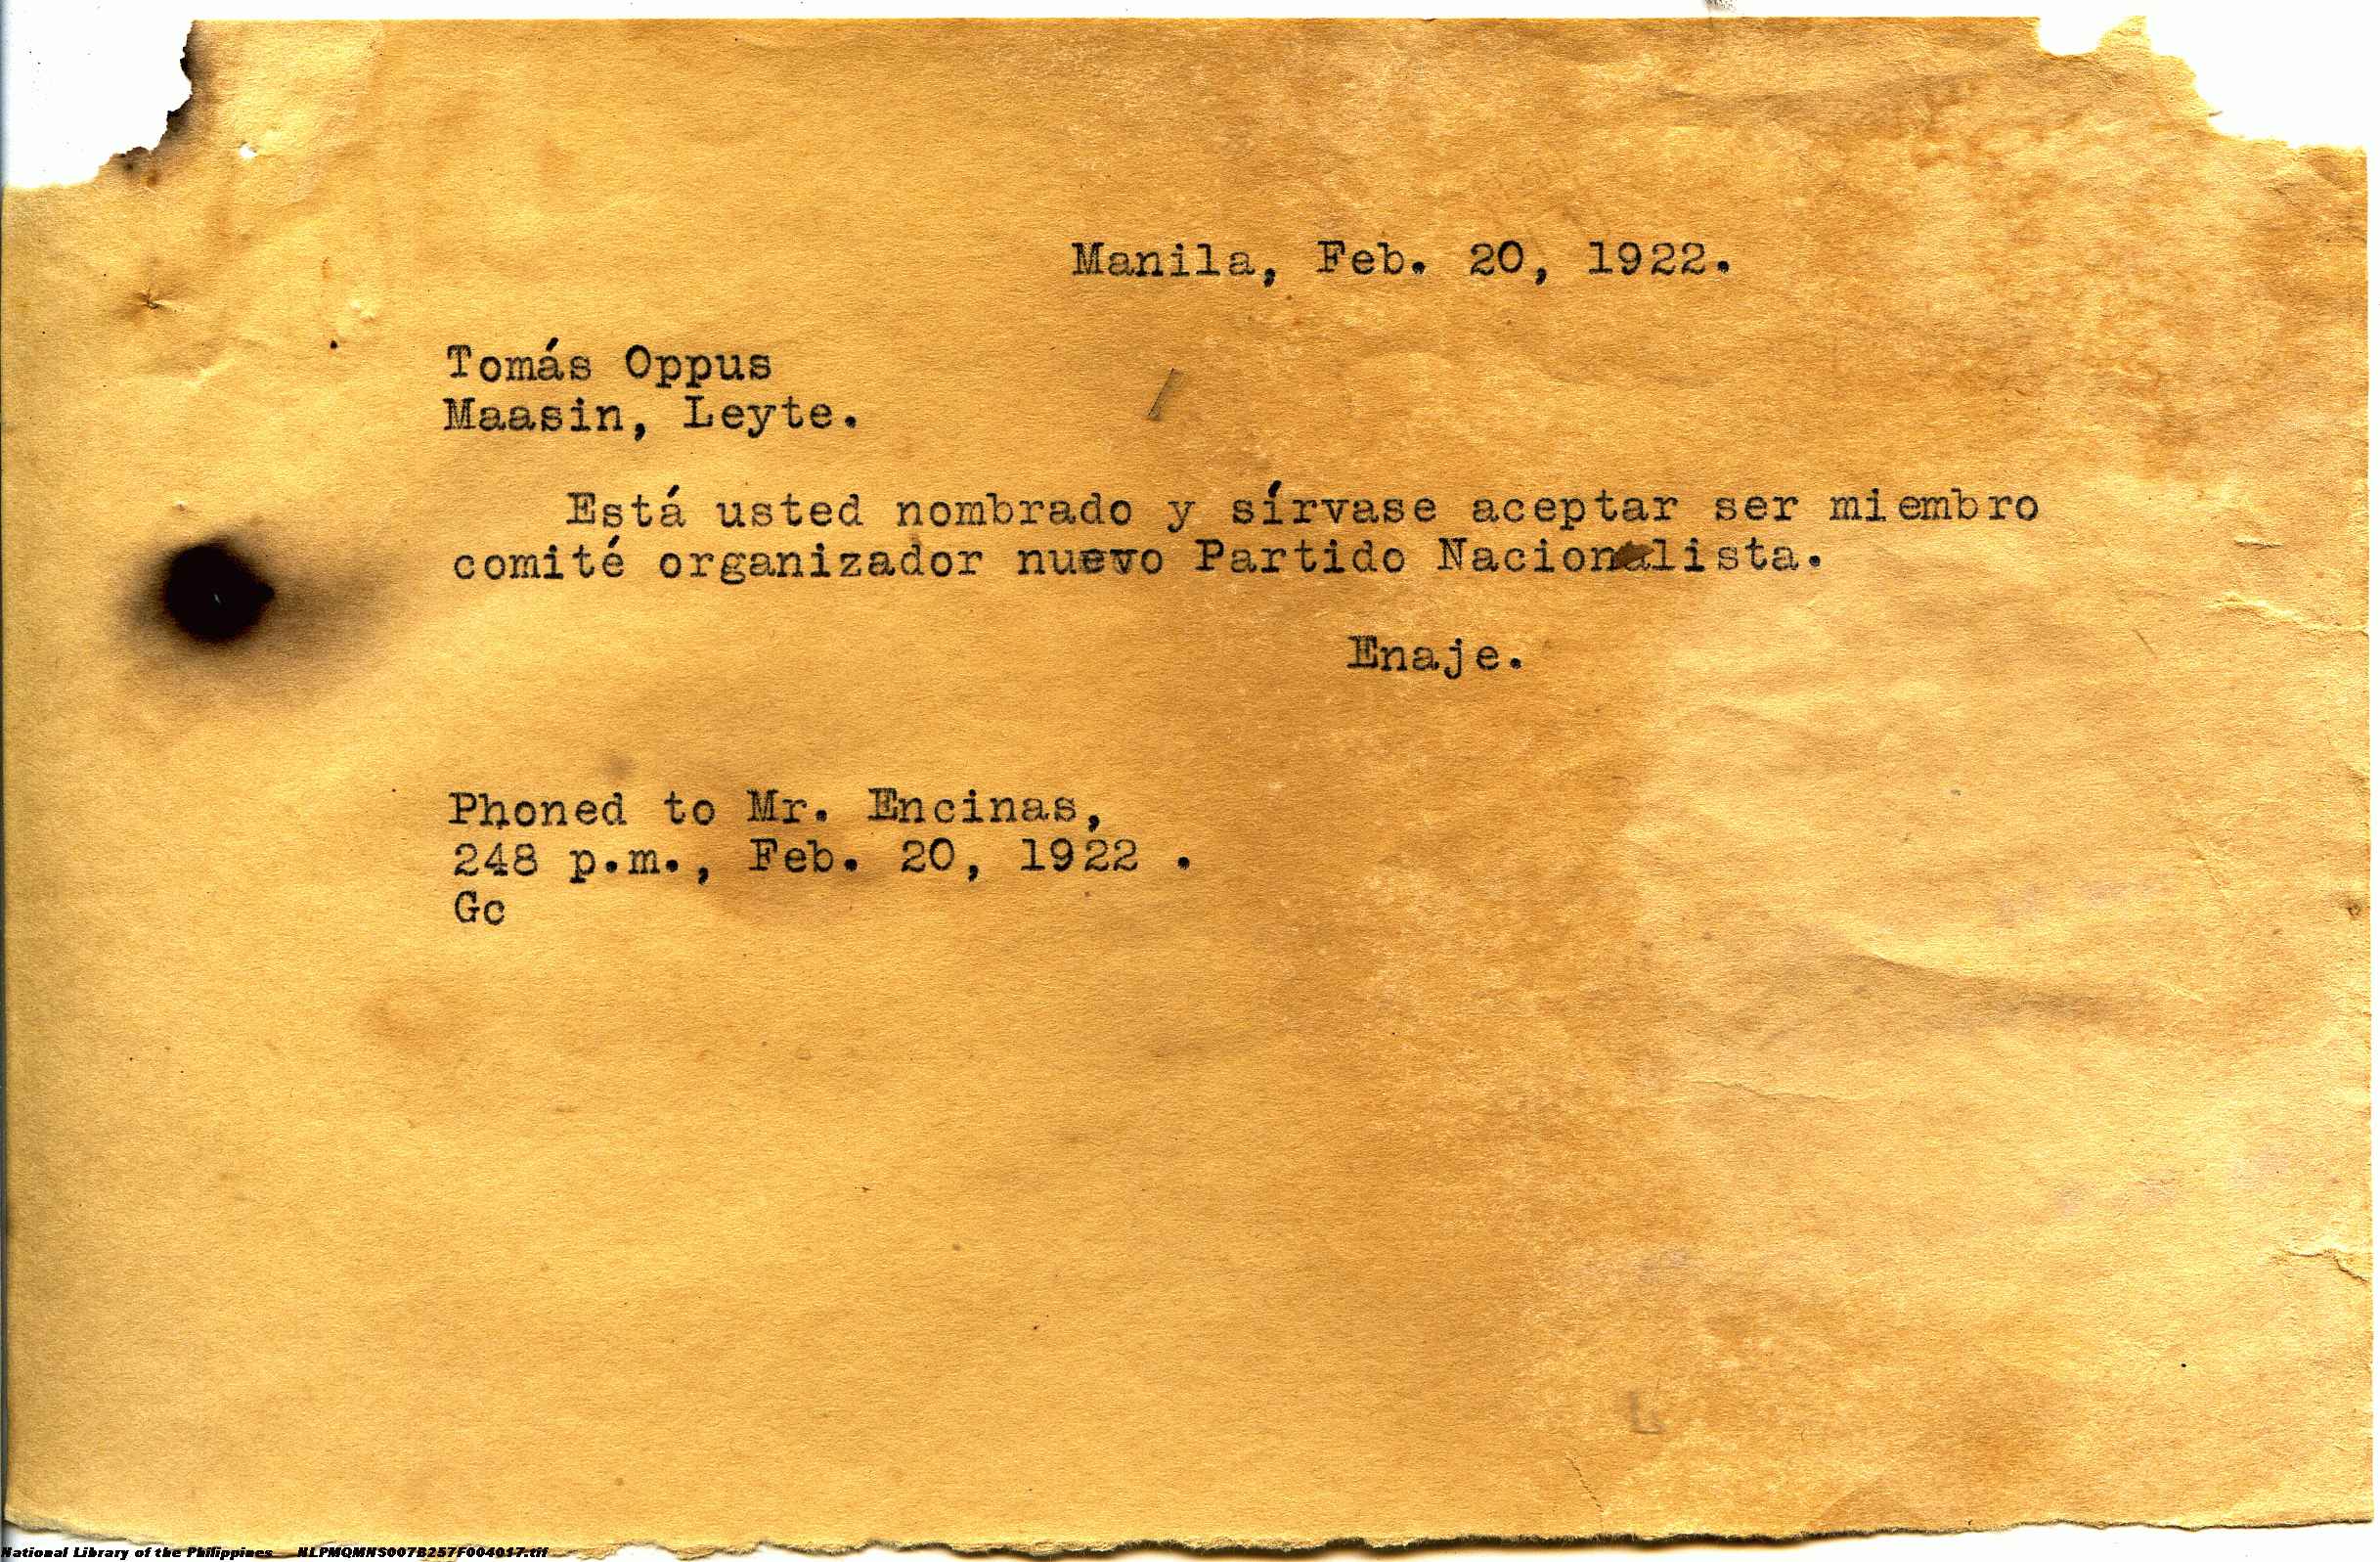 Manila, Feb. 20, 1922.
Tomás Oppus
Maasin, Leyte.
Está usted nombrado y sírvase aceptar ser miembro
comité organizador nuevo Partido Nacionalista.
Enaje.
Phoned to Mr. Encinas,
248 p.m., Feb. 20, 1922 .
Gc
National Library of the Philippines NLPMQMNS007B257F004017.tif